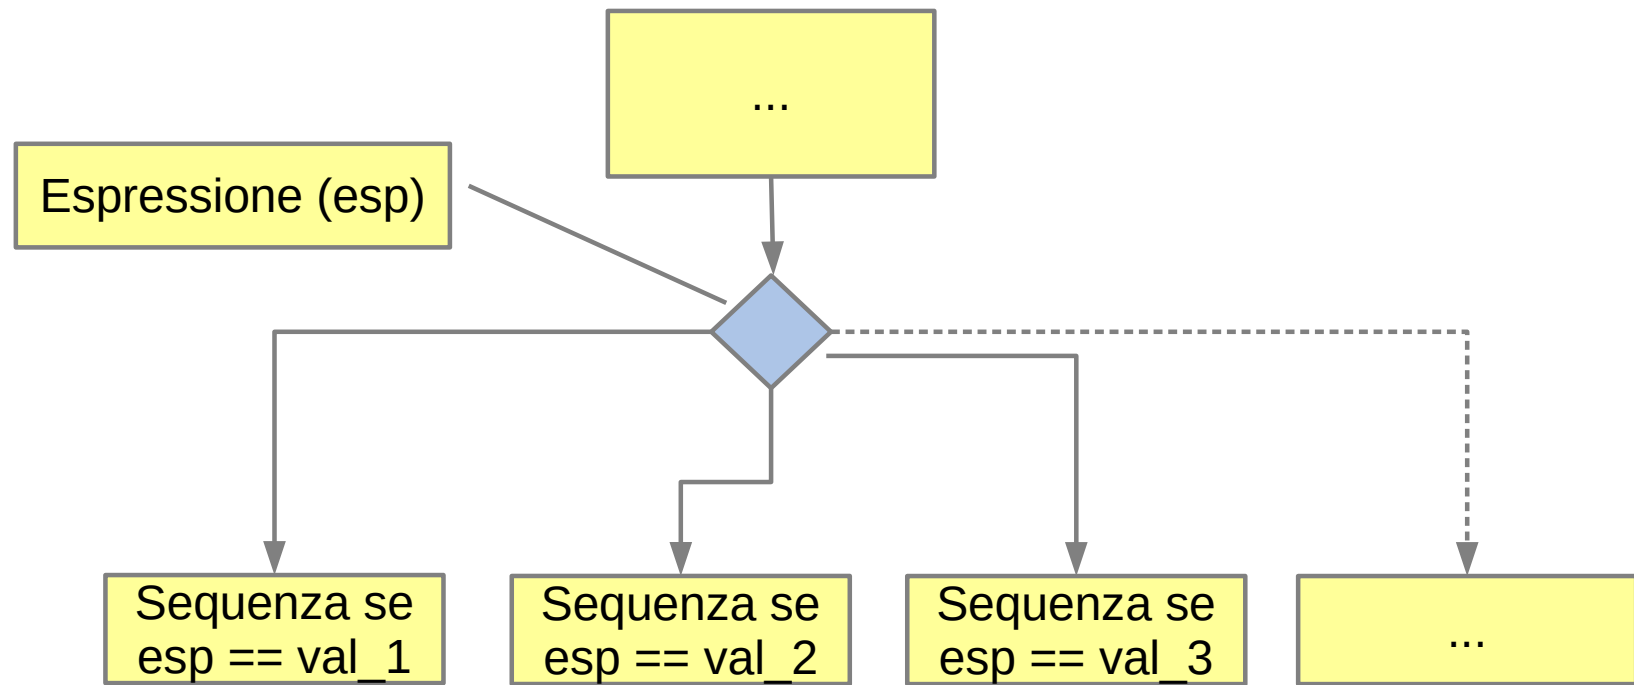 ...
Espressione (esp)
Sequenza se
esp == val_1
Sequenza se
esp == val_2
Sequenza se
esp == val_3
...